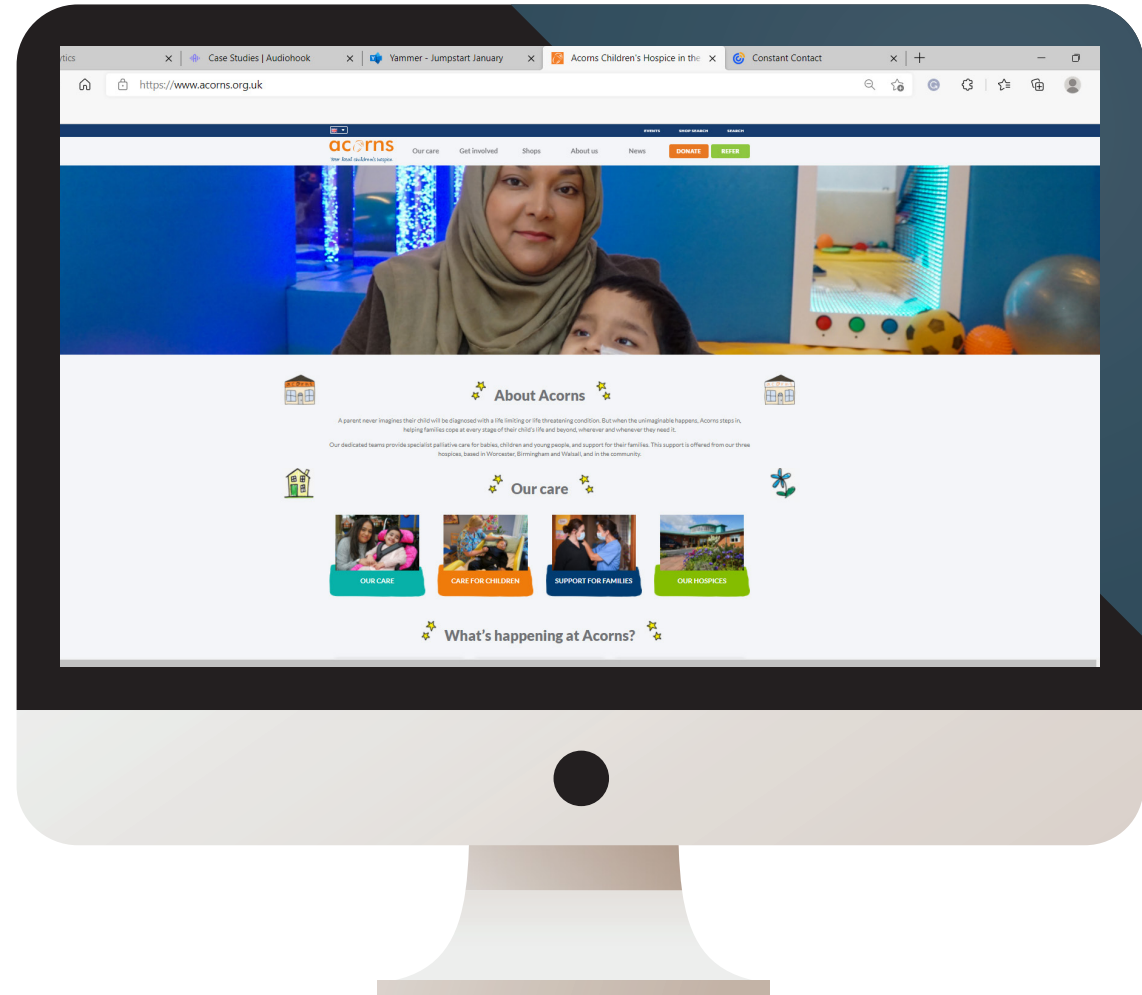 ytics
Case Studies | Audiohook
Yammer - Jumpstart January
Acorns Children's Hospice in the
Constant Contact
https://www.acorns.org.uk
EVENTS SHOP SEARCH SEARCH
acorns
Your local children's hospice
Our care Get involved Shops About us News DONATE REFER
About Acorns
A parent never imagines their child will be diagnosed with a life limiting or life threatening condition. But when the unimaginable happens, Acorns steps in,
helping families cope at every stage of their child's life and beyond, wherever and whenever they need it.
Our dedicated teams provide specialist palliative care for babies, children and young people, and support for their families. This support is offered from our three
hospices, based in Worcester, Birmingham and Walsall, and in the community.
Our care
OUR CARE
CARE FOR CHILDREN
SUPPORT FOR FAMILIES
OUR HOSPICES
What's happening at Acorns?